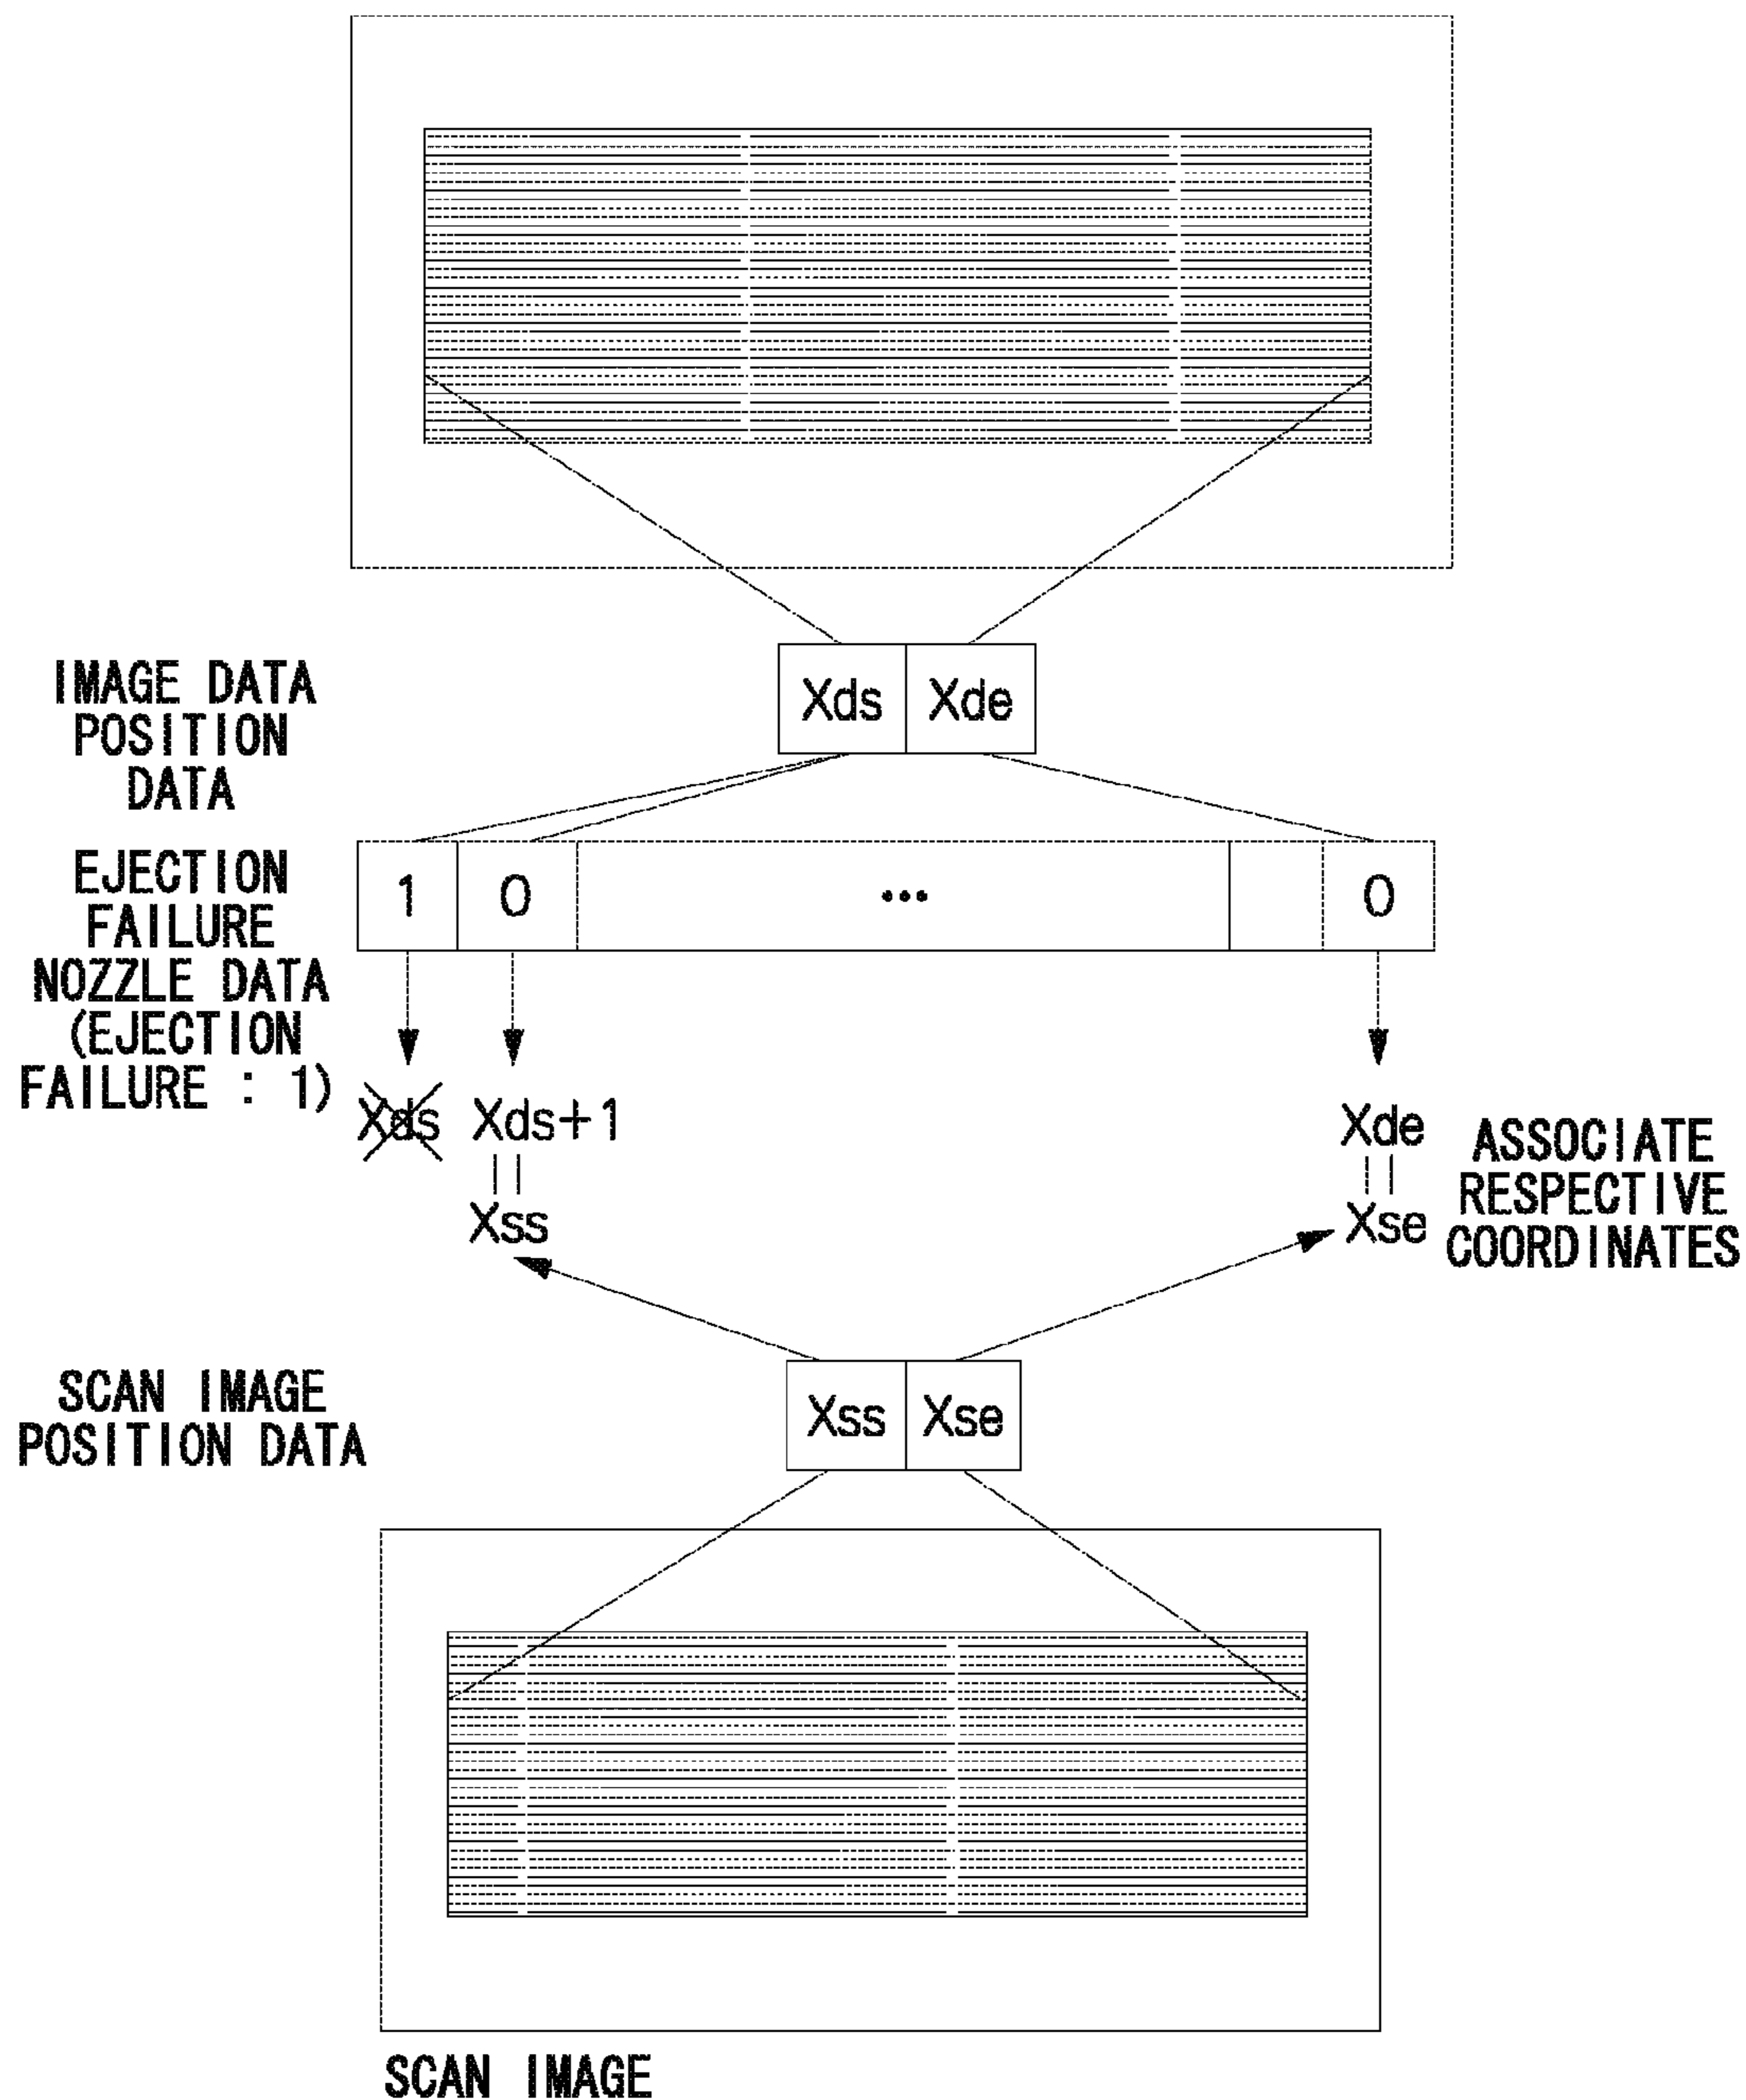 IMAGE DATA
POSITION
DATA
Xds Xde
EJECTION
FAILURE
NOZZLE DATA
(EJECTION
FAILURE : 1)
1 0 ... 0
Xds Xds+1 Xde
|| ||
Xss Xse
ASSOCIATE
RESPECTIVE
COORDINATES
SCAN IMAGE
POSITION DATA
Xss Xse
SCAN IMAGE